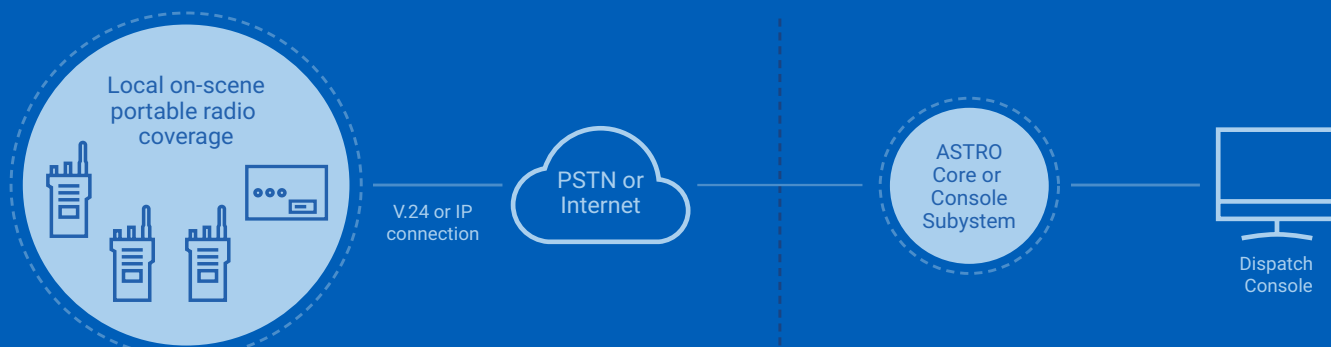 Local on-scene
portable radio
coverage
V.24 or IP
connection
PSTN or
Internet
ASTRO
Core or
Console
Subystem
Dispatch
Console